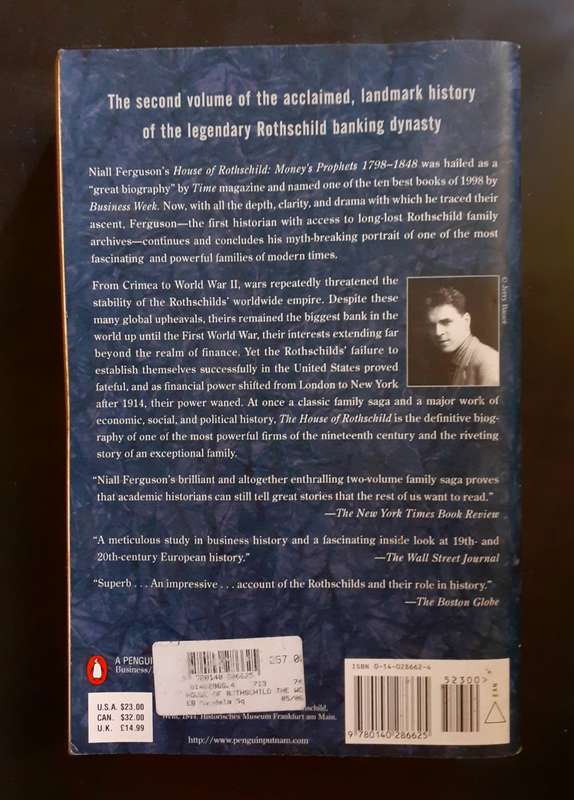 The second volume of the acclaimed, landmark history
of the legendary Rothschild banking dynasty
Niall Ferguson's House of Rothschild: Money's Prophets 1798–1848 was hailed as a
"great biography" by Time magazine and named one of the ten best books of 1998 by
Business Week. Now, with all the depth, clarity, and drama with which he traced their
ascent, Ferguson—the first historian with access to long-lost Rothschild family
archives—continues and concludes his myth-breaking portrait of one of the most
fascinating and powerful families of modern times.
From Crimea to World War II, wars repeatedly threatened the
stability of the Rothschilds' worldwide empire. Despite these
many global upheavals, theirs remained the biggest bank in the
world up until the First World War, their interests extending far
beyond the realm of finance. Yet the Rothschilds' failure to
establish themselves successfully in the United States proved
fateful, and as financial power shifted from London to New York
after 1914, their power waned. At once a classic family saga and a major work of
economic, social, and political history, The House of Rothschild is the definitive biog-
raphy of one of the most powerful firms of the nineteenth century and the riveting
story of an exceptional family.
© Jerry Bauer
"Niall Ferguson's brilliant and altogether enthralling two-volume family saga proves
that academic historians can still tell great stories that the rest of us want to read."
—The New York Times Book Review
"A meticulous study in business history and a fascinating inside look at 19th- and
20th-century European history."
—The Wall Street Journal
"Superb . . . An impressive . . . account of the Rothschilds and their role in history."
—The Boston Globe
A PENGUI
Business/
HOUSE OF ROTHSCHILD THE WO
05/06
Historisches Museum Frankfurt am Main.
http://www.penguinputnam.com
U.S.A. $23.00
CAN. $32.00
U.K. £14.99
ISBN 0-14-028662-4
52300
EAN
9 780140 286625